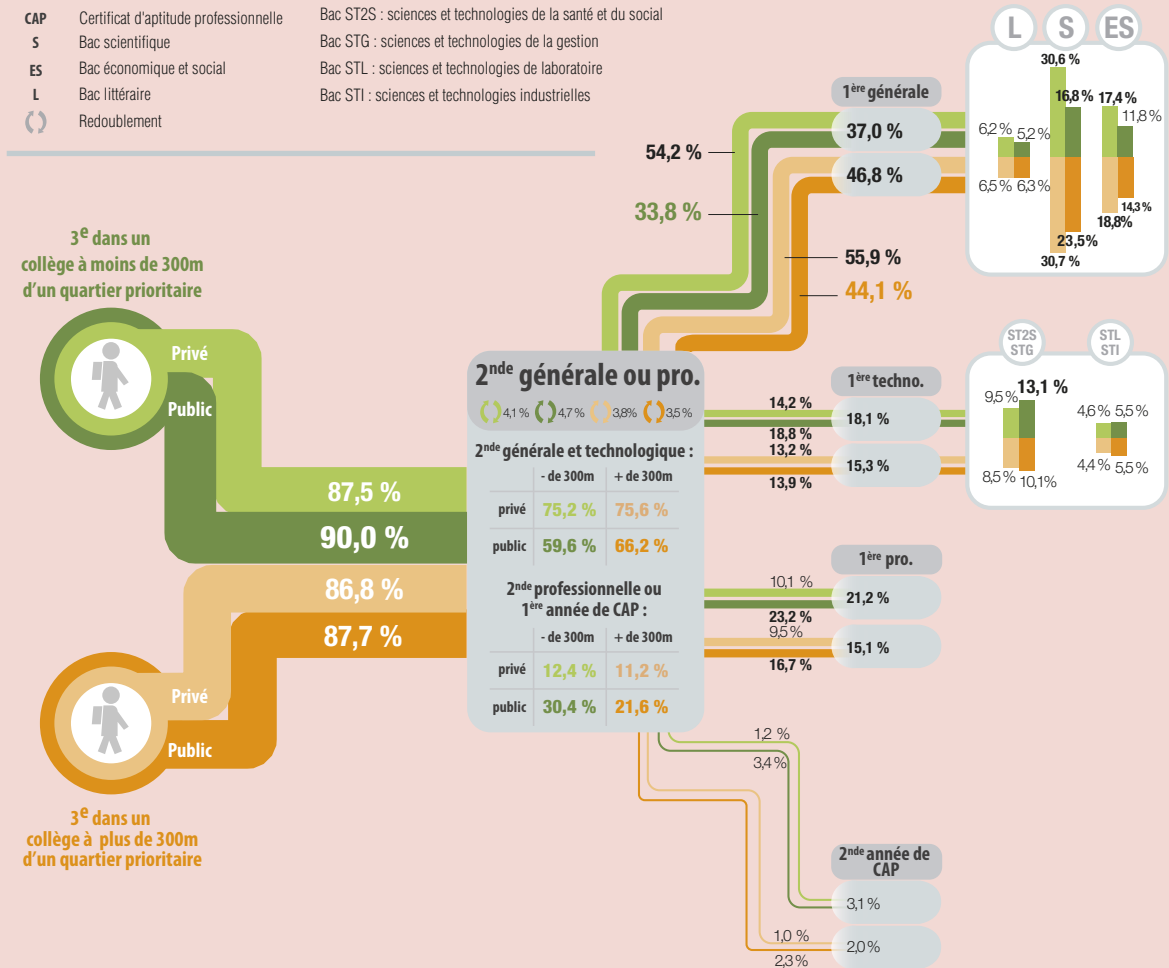 CAP Certificat d'aptitude professionnelle
S Bac scientifique
ES Bac économique et social
L Bac littéraire
Redoublement
Bac ST2S : sciences et technologies de la santé et du social
Bac STG : sciences et technologies de la gestion
Bac STL : sciences et technologies de laboratoire
Bac STI : sciences et technologies industrielles
L S ES
30,6 %
16,8 % 17,4 %
11,8 %
6,2 % 5,2 %
6,5 % 6,3 %
14,3 %
18,8%
23,5%
30,7 %
1ère générale
37,0 %
46,8 %
54,2 %
33,8 %
55,9 %
44,1 %
3e dans un
collège à moins de 300m
d'un quartier prioritaire
Privé
Public
87,5 %
90,0 %
86,8 %
87,7 %
Privé
Public
3e dans un
collège à plus de 300m
d'un quartier prioritaire
2nde générale ou pro.
4,1 % 4,7 % 3,8% 3,5 %
2nde générale et technologique :
- de 300m + de 300m
privé 75,2 % 75,6 %
public 59,6 % 66,2 %
2nde professionnelle ou
1ère année de CAP :
- de 300m + de 300m
privé 12,4 % 11,2 %
public 30,4 % 21,6 %
1ère techno.
14,2 %
18,1 %
18,8 %
13,2 %
15,3 %
13,9 %
ST2S
STG
STL
STI
9,5 % 13,1 %
4,6 % 5,5 %
8,5 % 10,1%
4,4 % 5,5 %
1ère pro.
10,1 %
21,2 %
23,2 %
9,5 %
15,1 %
16,7 %
1,2 %
3,4 %
2nde année de
CAP
3,1 %
1,0 %
2,0%
2,3 %